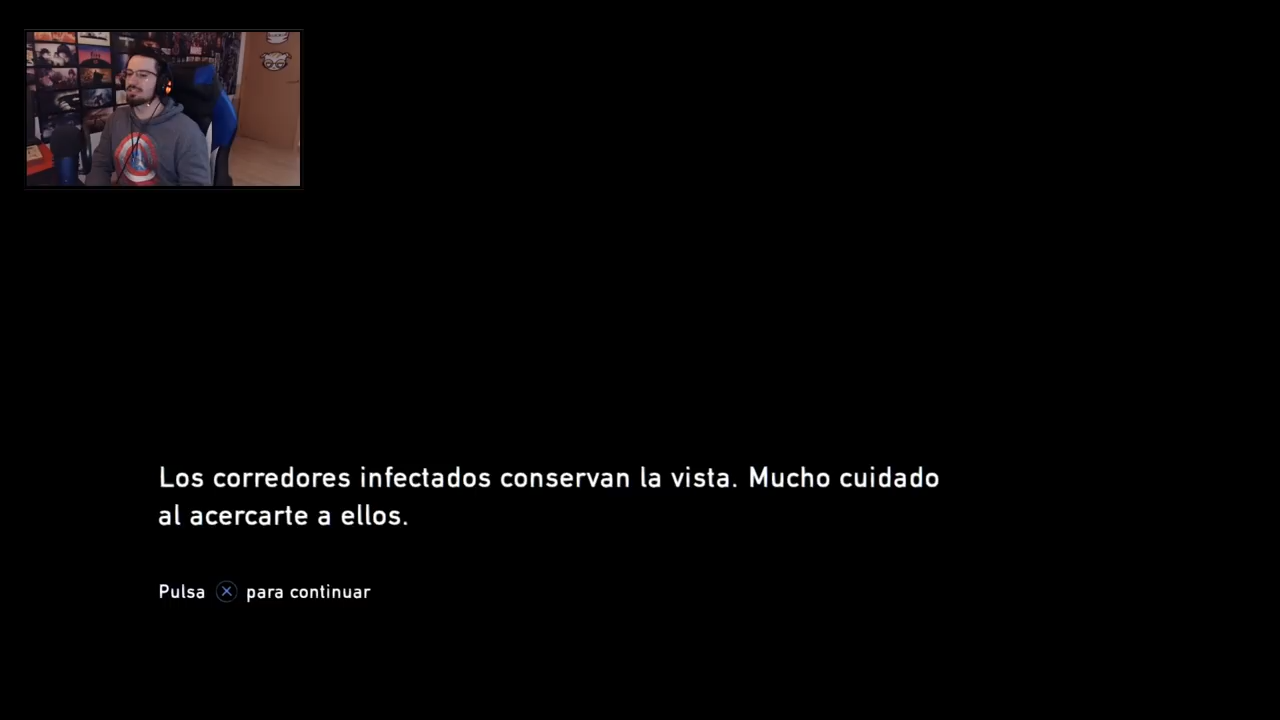 Los corredores infectados conservan la vista. Mucho cuidado
al acercarte a ellos.
Pulsa para continuar